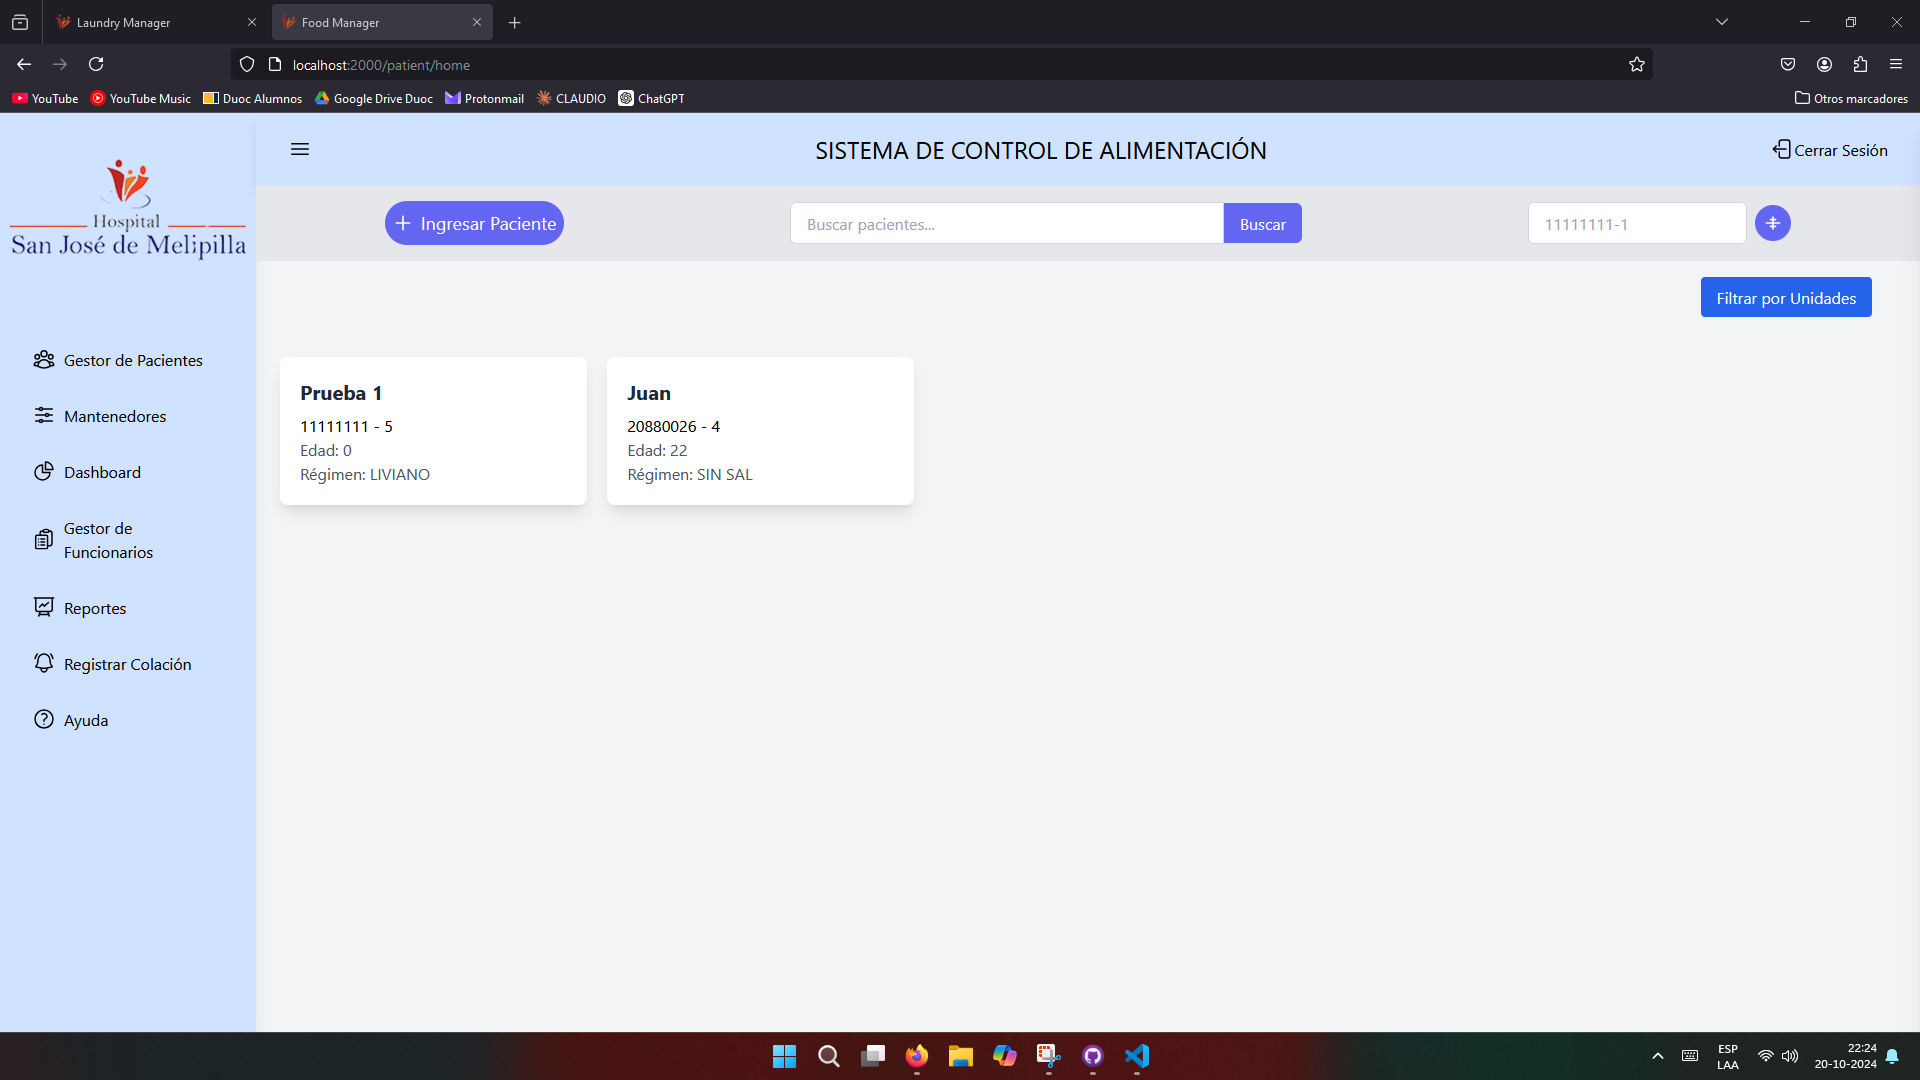 Laundry Manager
Food Manager
localhost:2000/patient/home
YouTube
YouTube Music
Duoc Alumnos
Google Drive Duoc
Protonmail
CLAUDIO
ChatGPT
Otros marcadores
Hospital
San José de Melipilla
SISTEMA DE CONTROL DE ALIMENTACIÓN
Cerrar Sesión
Ingresar Paciente
Buscar pacientes...
Buscar
11111111-1
Filtrar por Unidades
Gestor de Pacientes
Mantenedores
Dashboard
Gestor de
Funcionarios
Reportes
Registrar Colación
Ayuda
Prueba 1
11111111 - 5
Edad: 0
Régimen: LIVIANO
Juan
20880026 - 4
Edad: 22
Régimen: SIN SAL
ESP
LAA
22:24
20-10-2024